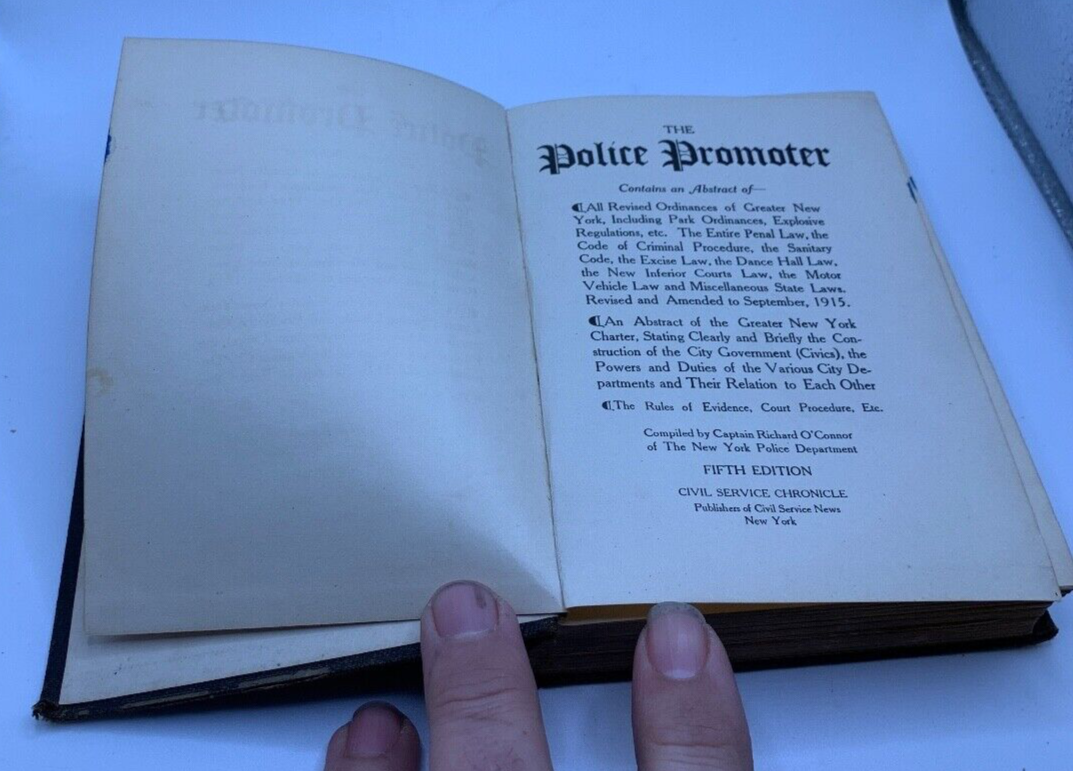 THE
Police Promoter
Contains an Abstract of—
¶All Revised Ordinances of Greater New
York, Including Park Ordinances, Explosive
Regulations, etc. The Entire Penal Law, the
Code of Criminal Procedure, the Sanitary
Code, the Excise Law, the Dance Hall Law,
the New Inferior Courts Law, the Motor
Vehicle Law and Miscellaneous State Laws.
Revised and Amended to September, 1915.
¶An Abstract of the Greater New York
Charter, Stating Clearly and Briefly the Con-
struction of the City Government (Civics), the
Powers and Duties of the Various City De-
partments and Their Relation to Each Other
¶The Rules of Evidence, Court Procedure, Etc.
Compiled by Captain Richard O'Connor
of The New York Police Department
FIFTH EDITION
CIVIL SERVICE CHRONICLE
Publishers of Civil Service News
New York